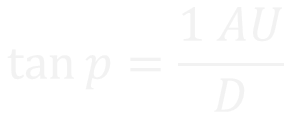 tan p = 1 AU / D